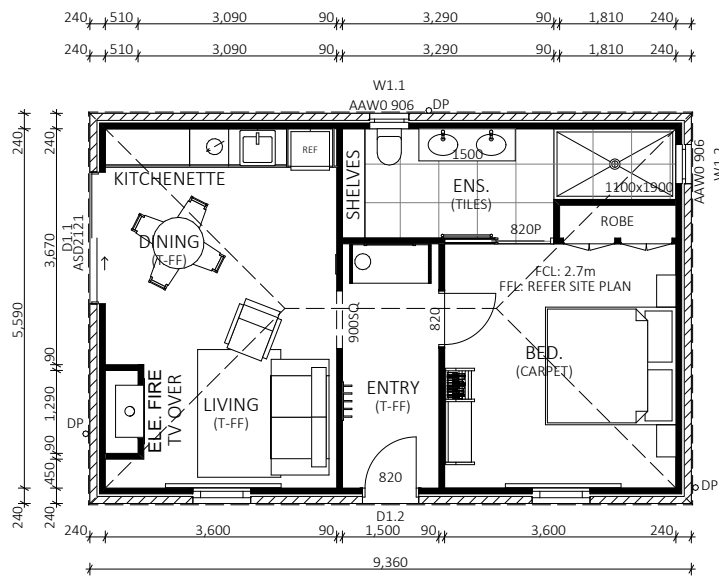 240 510 3,090 90 3,290 90 1,810 240
240 510 3,090 90 3,290 90 1,810 240
W1.1
AAW0 906
DP
REF
KITCHENETTE
SHELVES
1500
ENS.
(TILES)
1100x1900
820P
ROBE
AAW0 906
W1.2
D1.1
ASD2121
DINING
(T-FF)
FCL: 2.7m
FFL: REFER SITE PLAN
900SQ
820
BED.
(CARPET)
ELE. FIRE
TV OVER
LIVING
(T-FF)
ENTRY
(T-FF)
820
DP
DP
D1.2
240
5,590
240
240
3,670
90
1,290
90
450
240
240 3,600 90 1,500 90 3,600 240
9,360